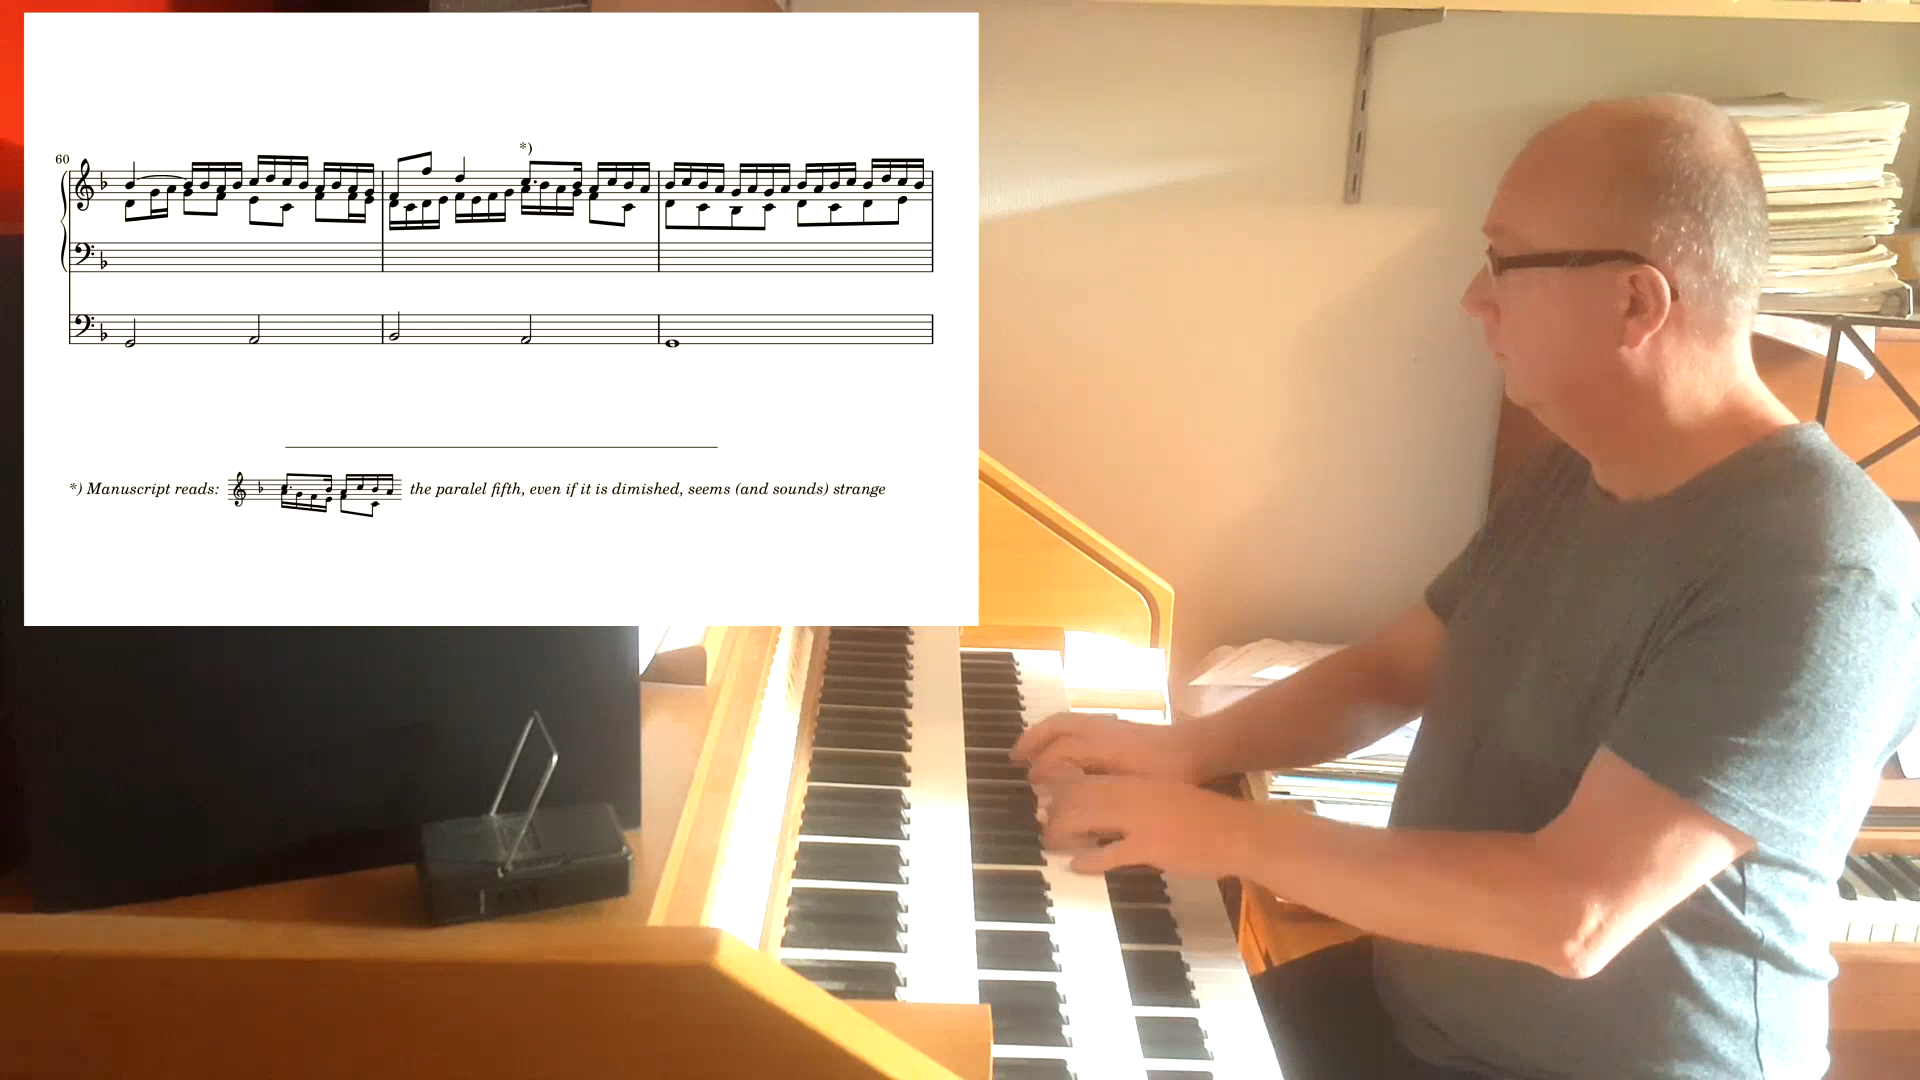 60
*)
*) Manuscript reads: the paralel fifth, even if it is dimished, seems (and sounds) strange